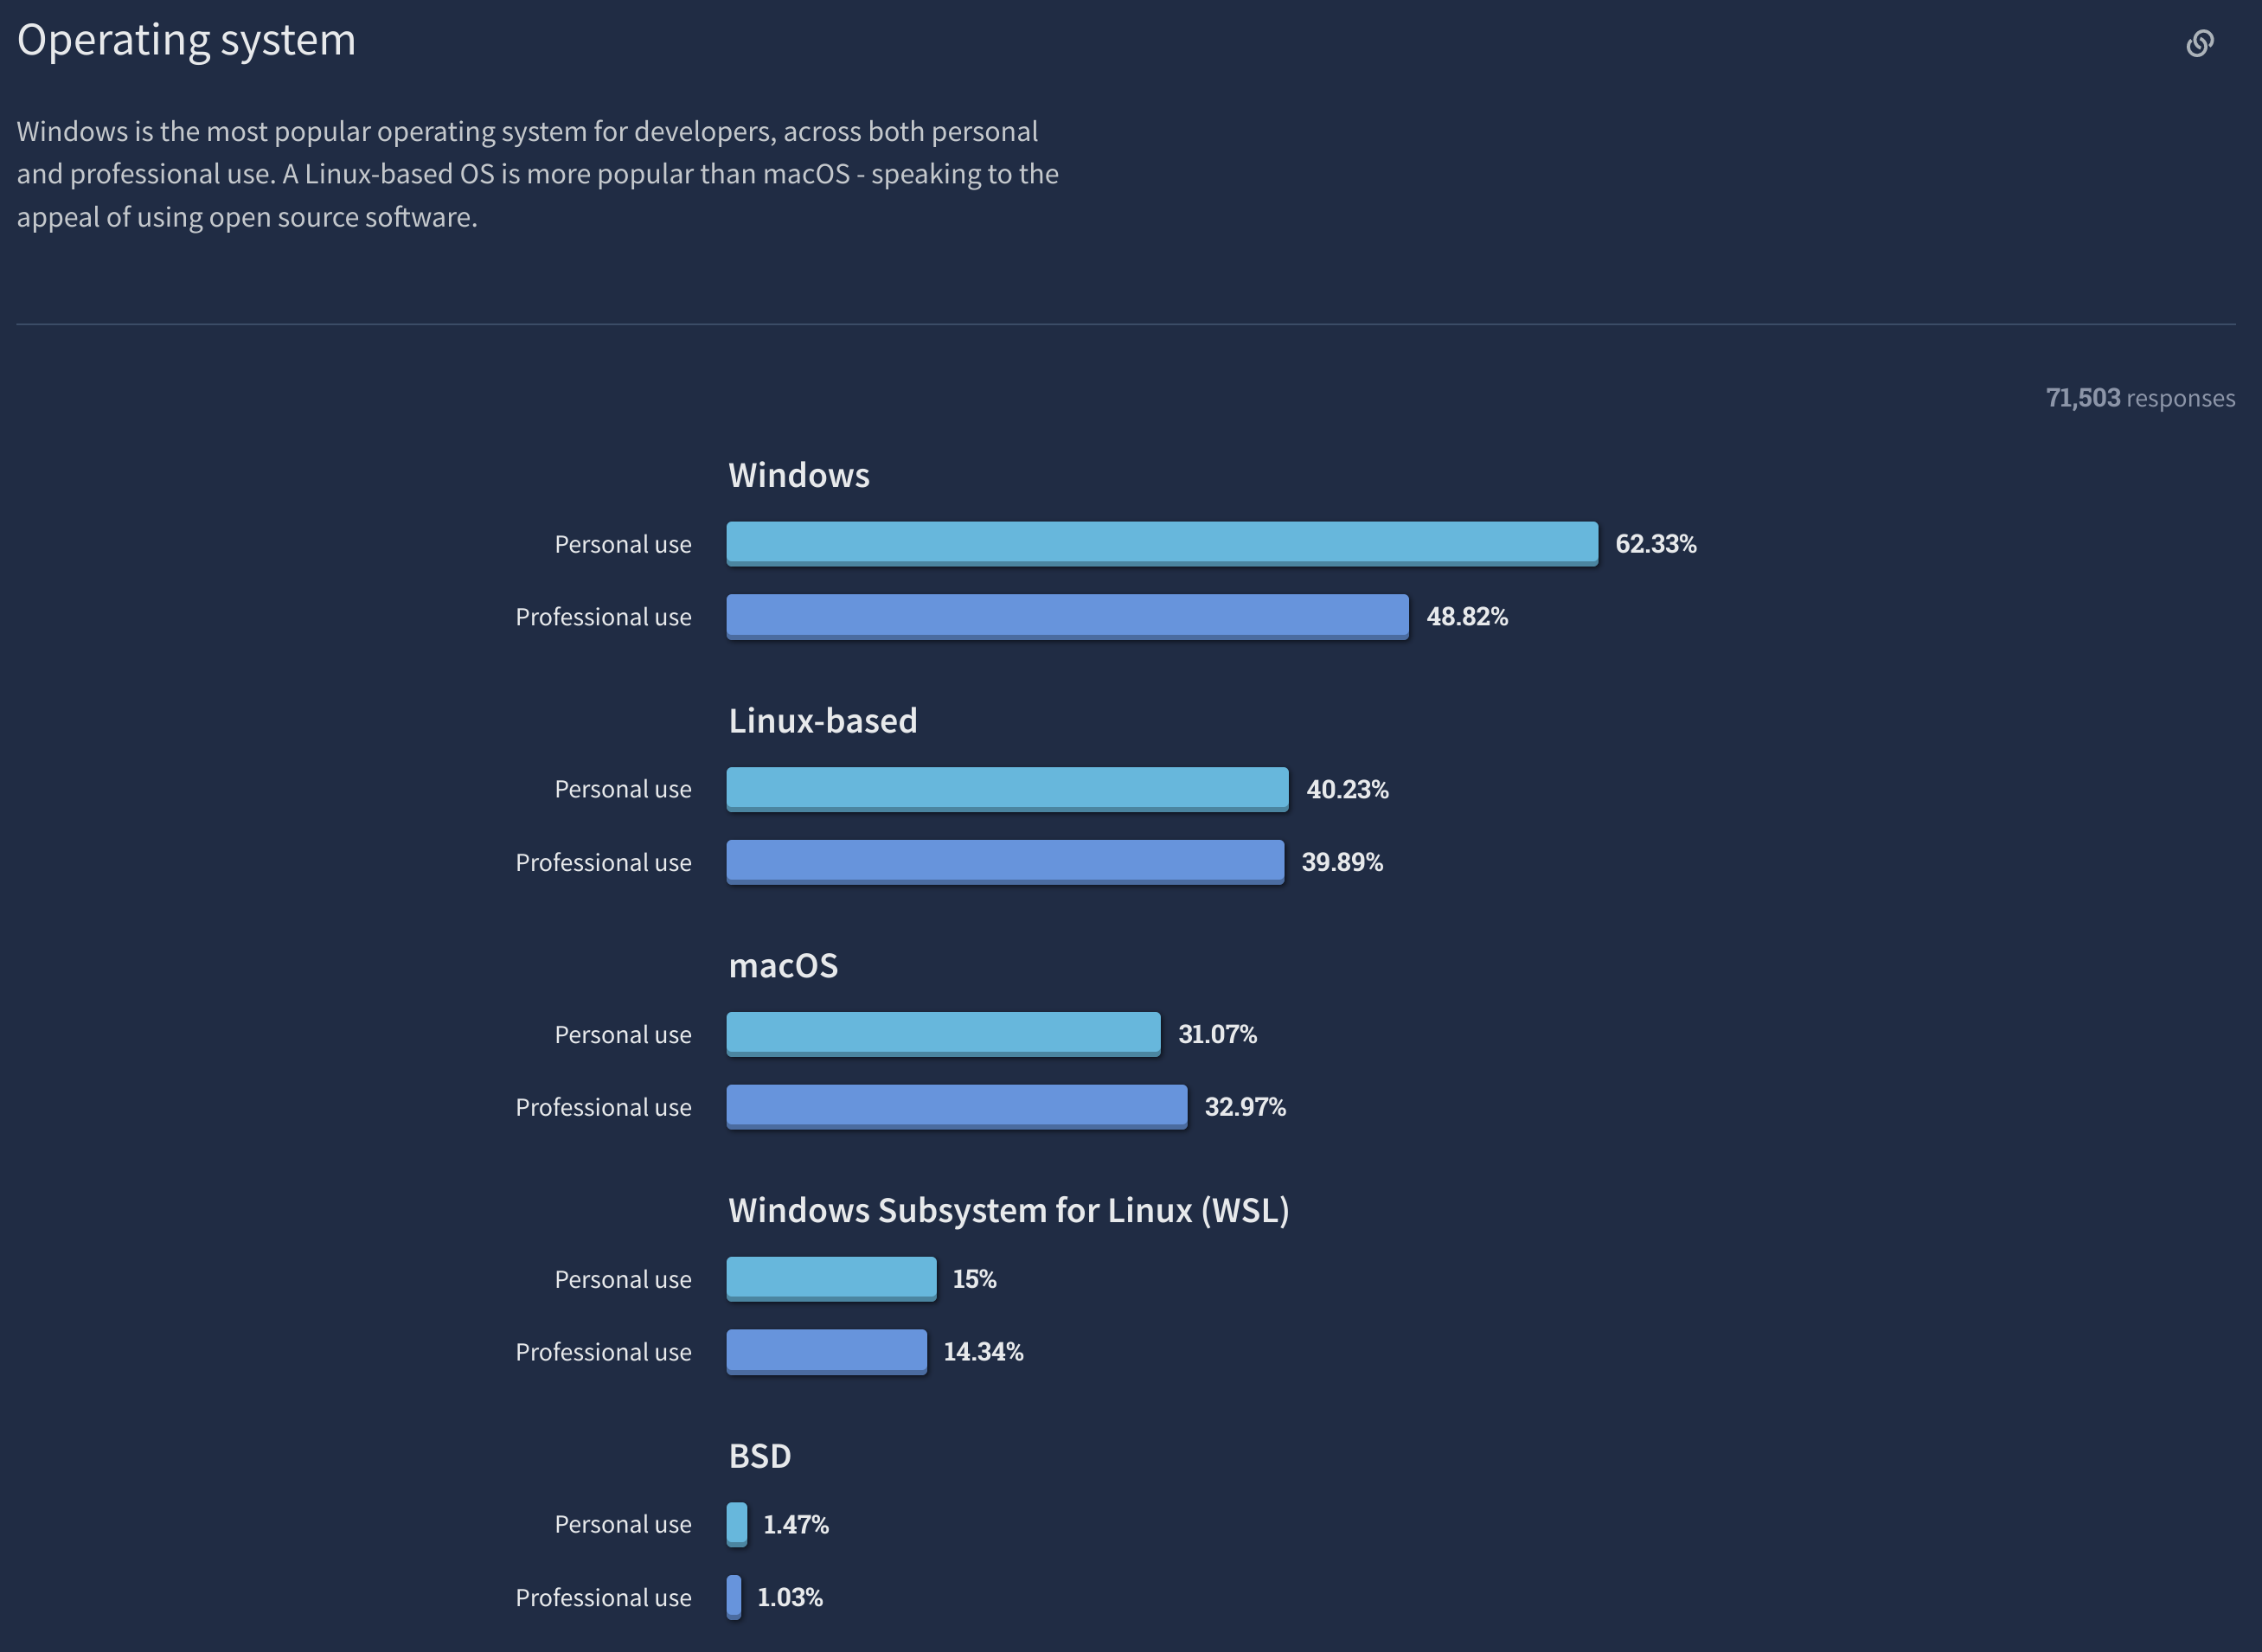 Operating system
Windows is the most popular operating system for developers, across both personal
and professional use. A Linux-based OS is more popular than macOS - speaking to the
appeal of using open source software.
71,503 responses
Windows
Personal use 62.33%
Professional use 48.82%
Linux-based
Personal use 40.23%
Professional use 39.89%
macOS
Personal use 31.07%
Professional use 32.97%
Windows Subsystem for Linux (WSL)
Personal use 15%
Professional use 14.34%
BSD
Personal use 1.47%
Professional use 1.03%